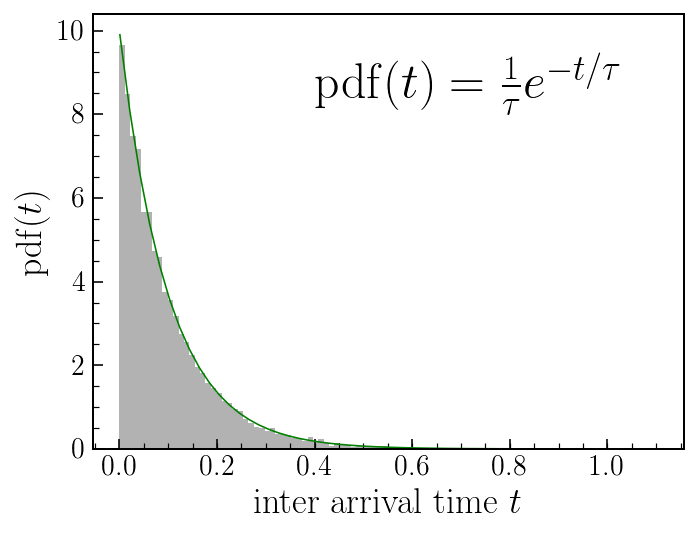 10
8
6
4
2
0
pdf(t)
pdf(t) = 1/τ e^{-t/τ}
0.0 0.2 0.4 0.6 0.8 1.0
inter arrival time t